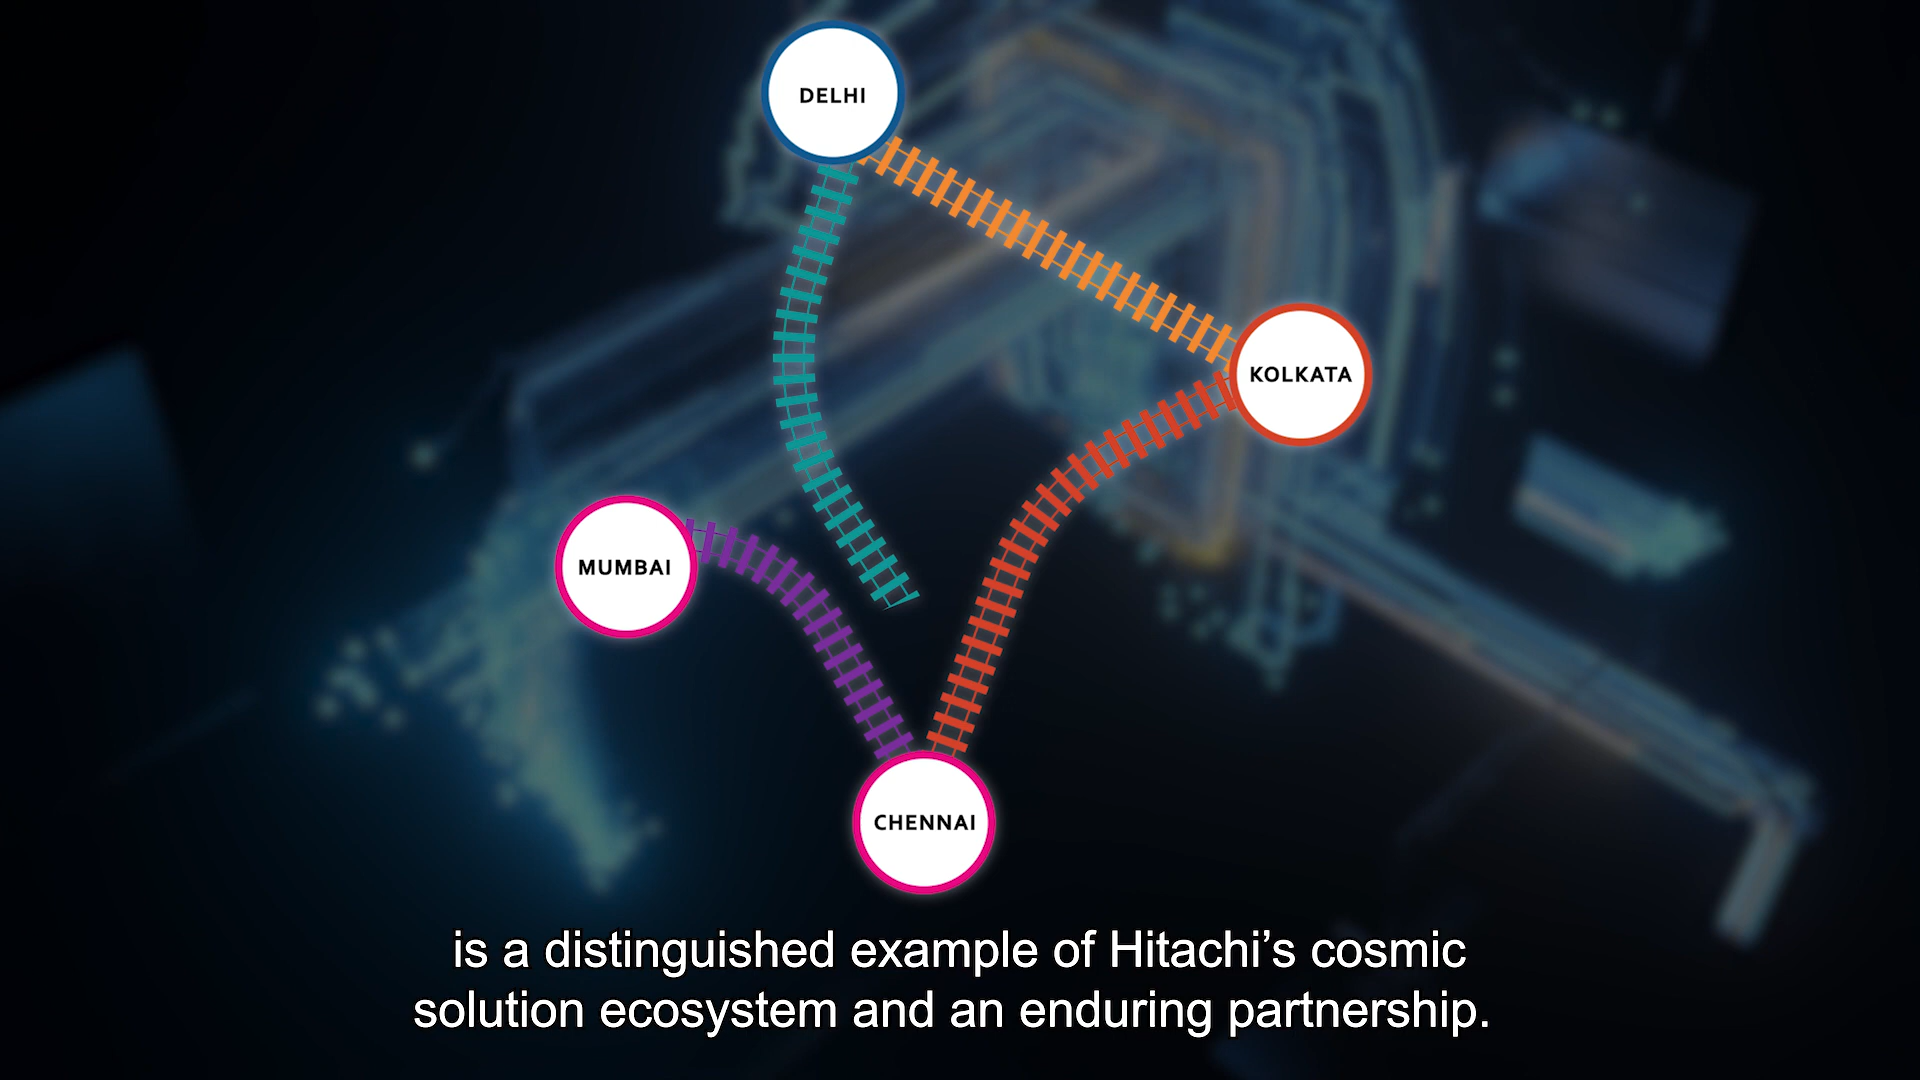 DELHI
KOLKATA
MUMBAI
CHENNAI
is a distinguished example of Hitachi’s cosmic
solution ecosystem and an enduring partnership.